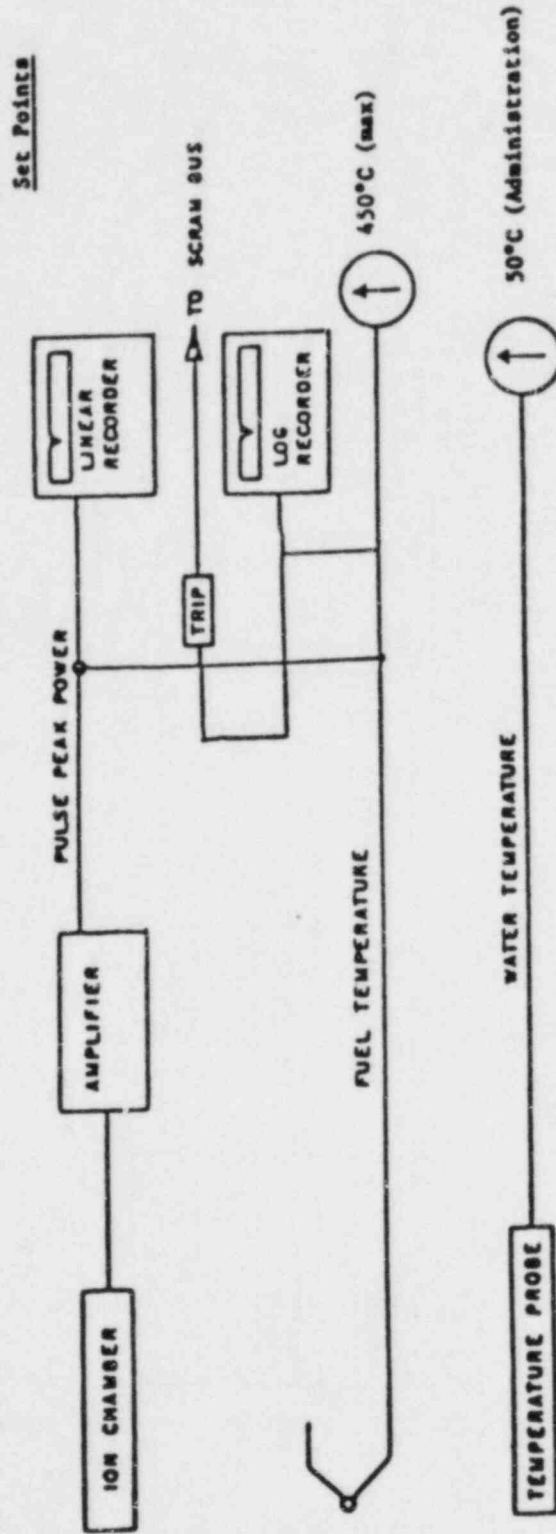 Set Points
ION CHAMBER
AMPLIFIER
PULSE PEAK POWER
LINEAR
RECORDER
TRIP
TO SCRAM BUS
LOG
RECORDER
FUEL TEMPERATURE
450°C (max)
TEMPERATURE PROBE
WATER TEMPERATURE
50°C (Administration)